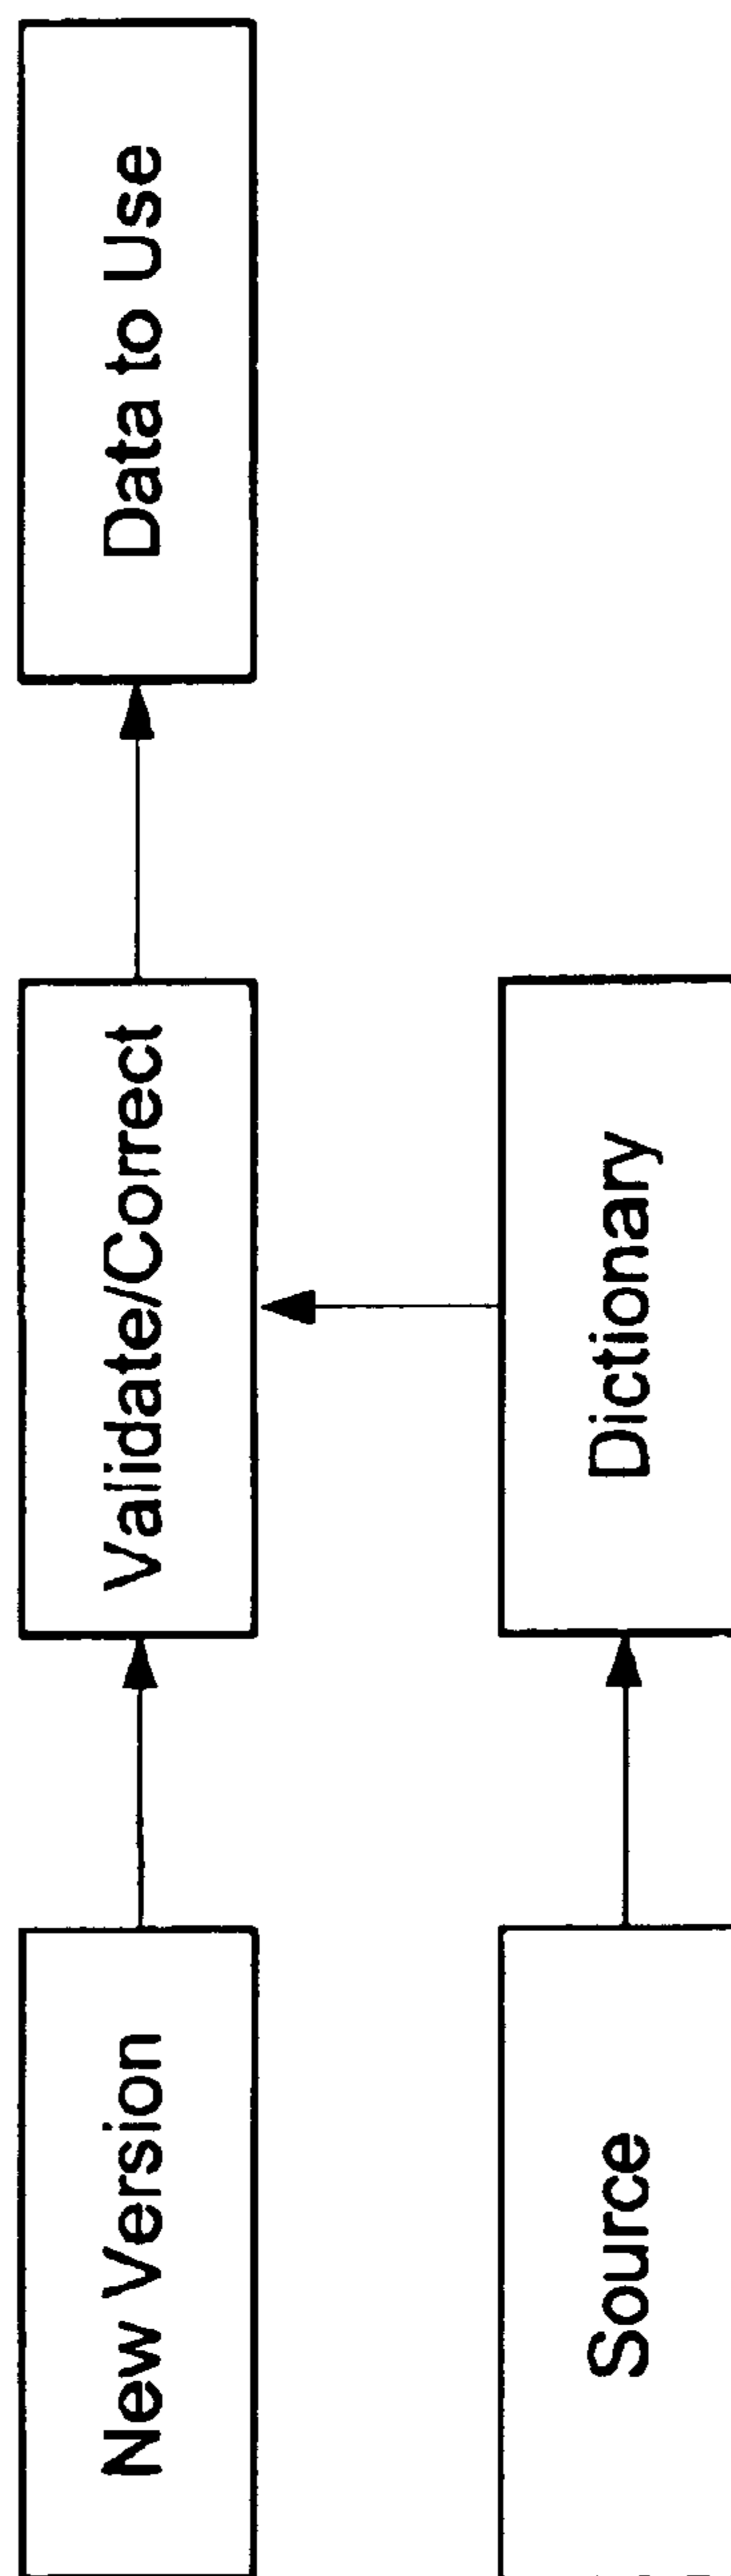 New Version
Validate/Correct
Data to Use
Source
Dictionary